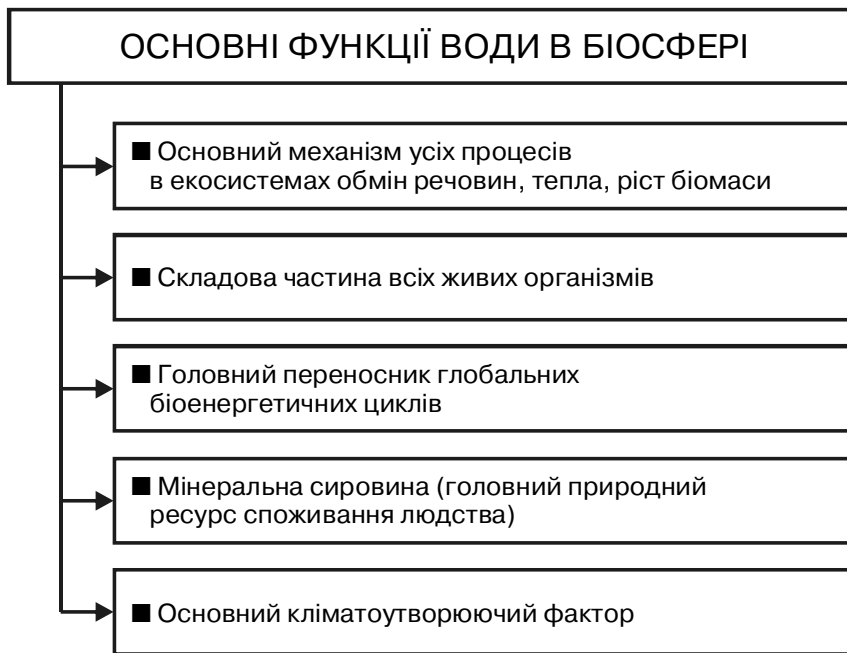 ОСНОВНІ ФУНКЦІЇ ВОДИ В БІОСФЕРІ
■ Основний механізм усіх процесів
в екосистемах обмін речовин, тепла, ріст біомаси
■ Складова частина всіх живих організмів
■ Головний переносник глобальних
біоенергетичних циклів
■ Мінеральна сировина (головний природний
ресурс споживання людства)
■ Основний кліматоутворюючий фактор